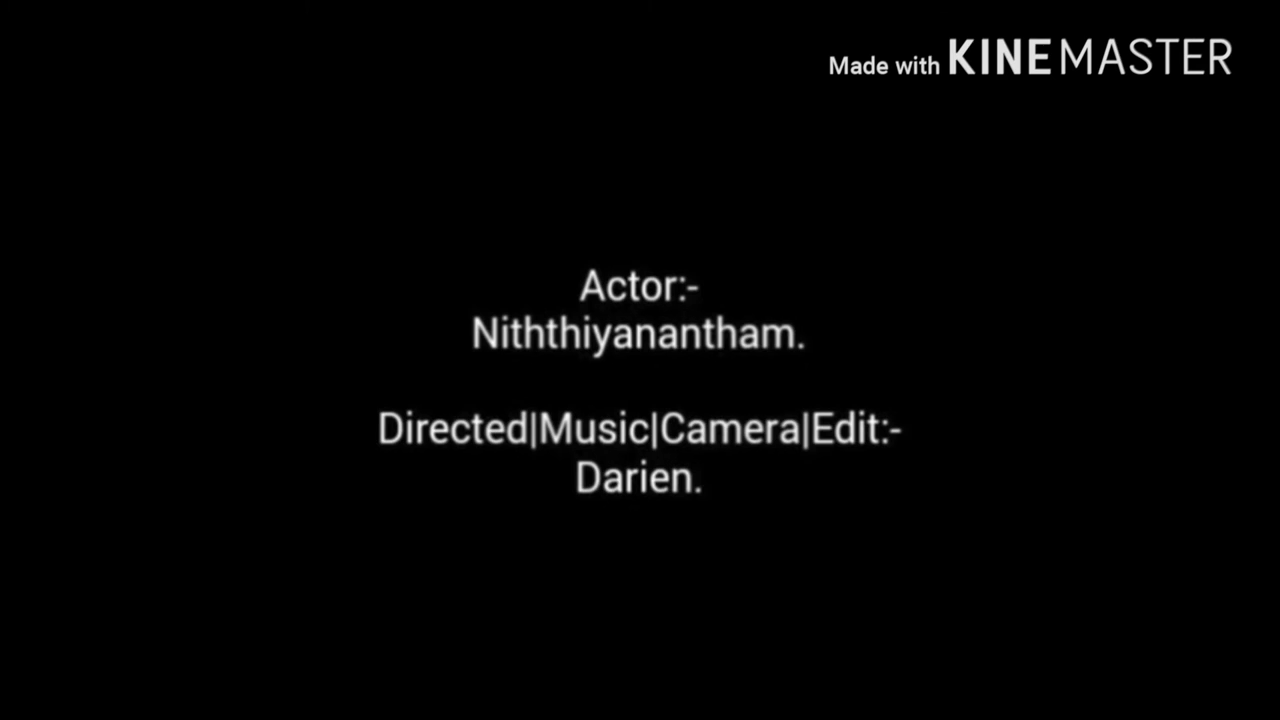 Made with KINEMASTER
Actor:-
Niththiyanantham.
Directed|Music|Camera|Edit:-
Darien.